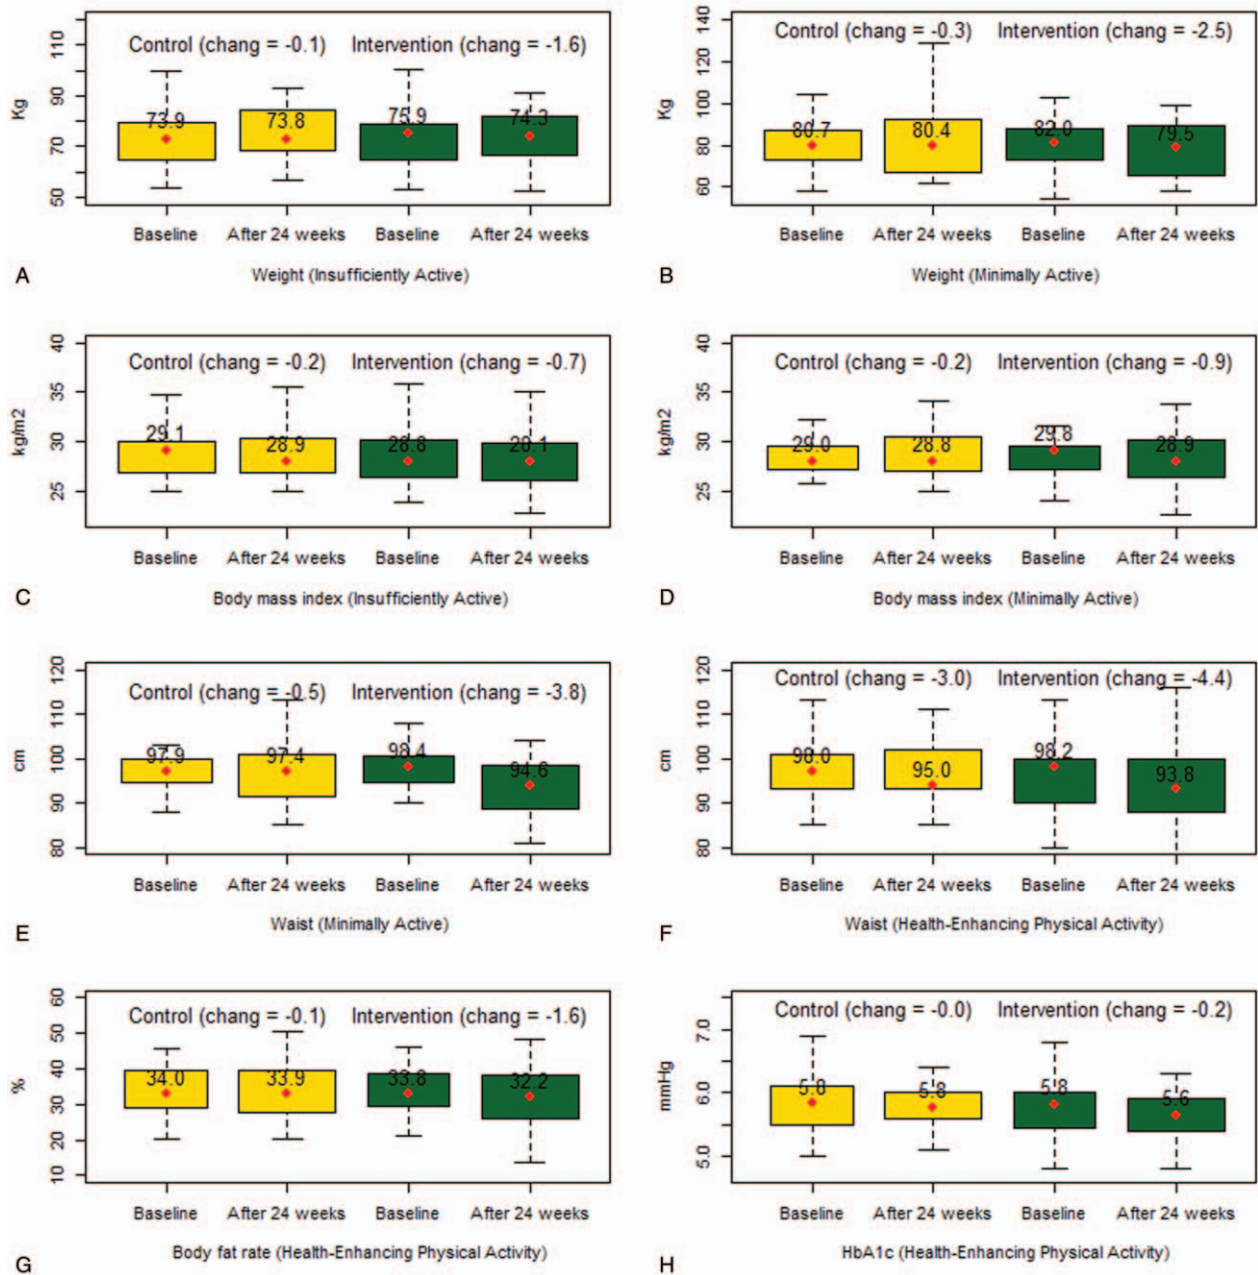 Control (chang = -0.1) Intervention (chang = -1.6)
Kg
110
90
70
50
73.9 73.8 75.9 74.3
Baseline After 24 weeks Baseline After 24 weeks
A Weight (Insufficiently Active)
Control (chang = -0.3) Intervention (chang = -2.5)
Kg
140
120
100
80
60
80.7 80.4 82.0 79.5
Baseline After 24 weeks Baseline After 24 weeks
B Weight (Minimally Active)
Control (chang = -0.2) Intervention (chang = -0.7)
kg/m2
40
35
30
25
29.1 28.9 28.8 28.1
Baseline After 24 weeks Baseline After 24 weeks
C Body mass index (Insufficiently Active)
Control (chang = -0.2) Intervention (chang = -0.9)
kg/m2
40
35
30
25
29.0 28.8 29.8 28.9
Baseline After 24 weeks Baseline After 24 weeks
D Body mass index (Minimally Active)
Control (chang = -0.5) Intervention (chang = -3.8)
cm
120
110
100
90
80
97.9 97.4 98.4 94.6
Baseline After 24 weeks Baseline After 24 weeks
E Waist (Minimally Active)
Control (chang = -3.0) Intervention (chang = -4.4)
cm
120
110
100
90
80
98.0 95.0 98.2 93.8
Baseline After 24 weeks Baseline After 24 weeks
F Waist (Health-Enhancing Physical Activity)
Control (chang = -0.1) Intervention (chang = -1.6)
%
60
50
40
30
20
10
34.0 33.9 33.8 32.2
Baseline After 24 weeks Baseline After 24 weeks
G Body fat rate (Health-Enhancing Physical Activity)
Control (chang = -0.0) Intervention (chang = -0.2)
mmHg
7.0
6.0
5.0
5.8 5.8 5.6
Baseline After 24 weeks Baseline After 24 weeks
H HbA1c (Health-Enhancing Physical Activity)